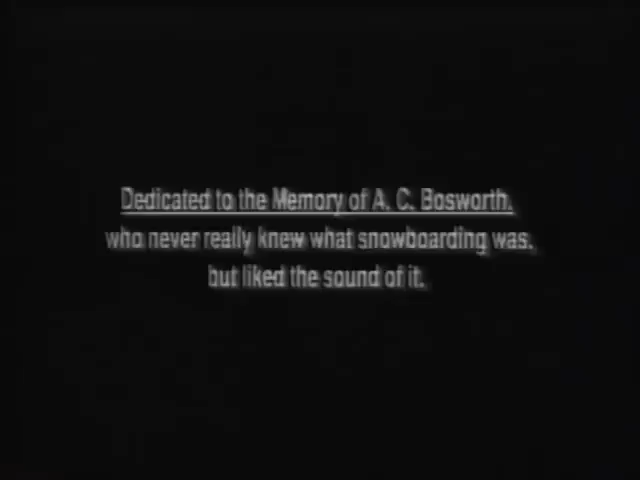 Dedicated to the Memory of A. C. Bosworth,
who never really knew what snowboarding was,
but liked the sound of it.